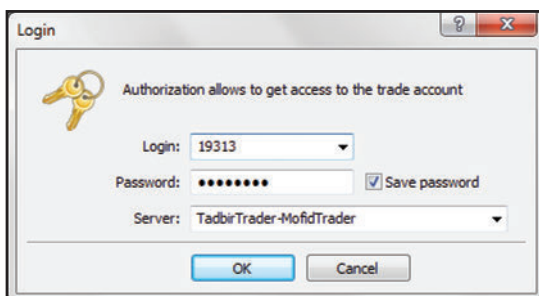 Login
Authorization allows to get access to the trade account
Login: 19313
Password: ●●●●●●●● Save password
Server: TadbirTrader-MofidTrader
OK Cancel